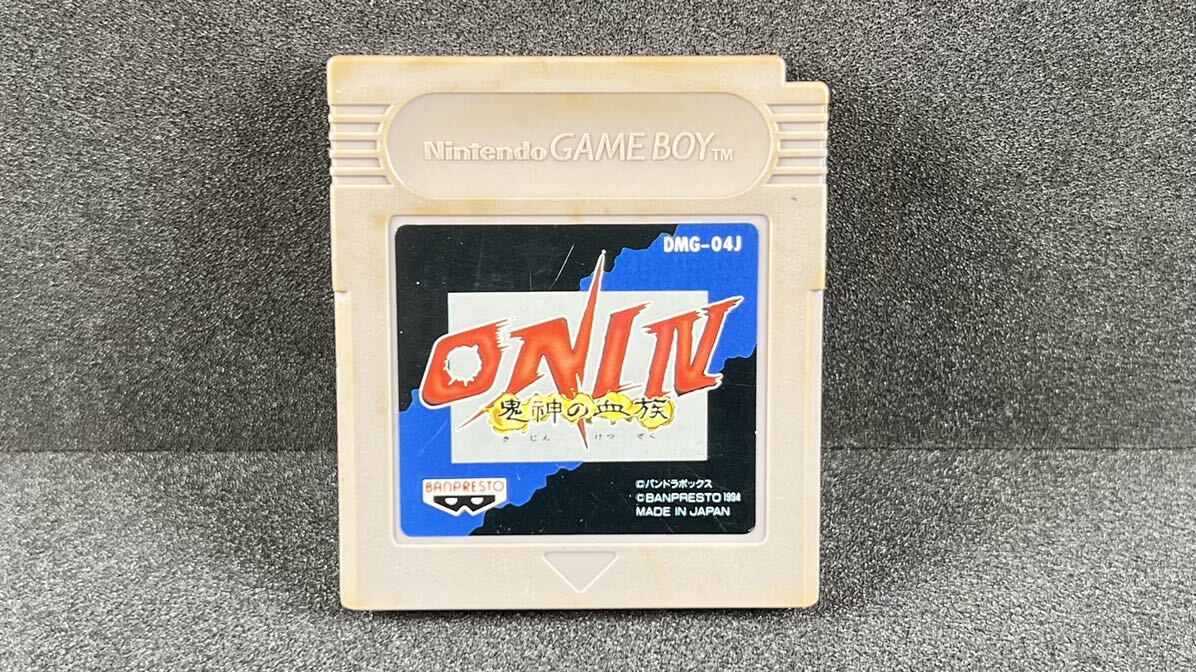 Nintendo GAME BOY™
DMG-04J
ONI IV
鬼神の血族
きじん けつぞく
BANPRESTO
©パンドラボックス
©BANPRESTO 1994
MADE IN JAPAN